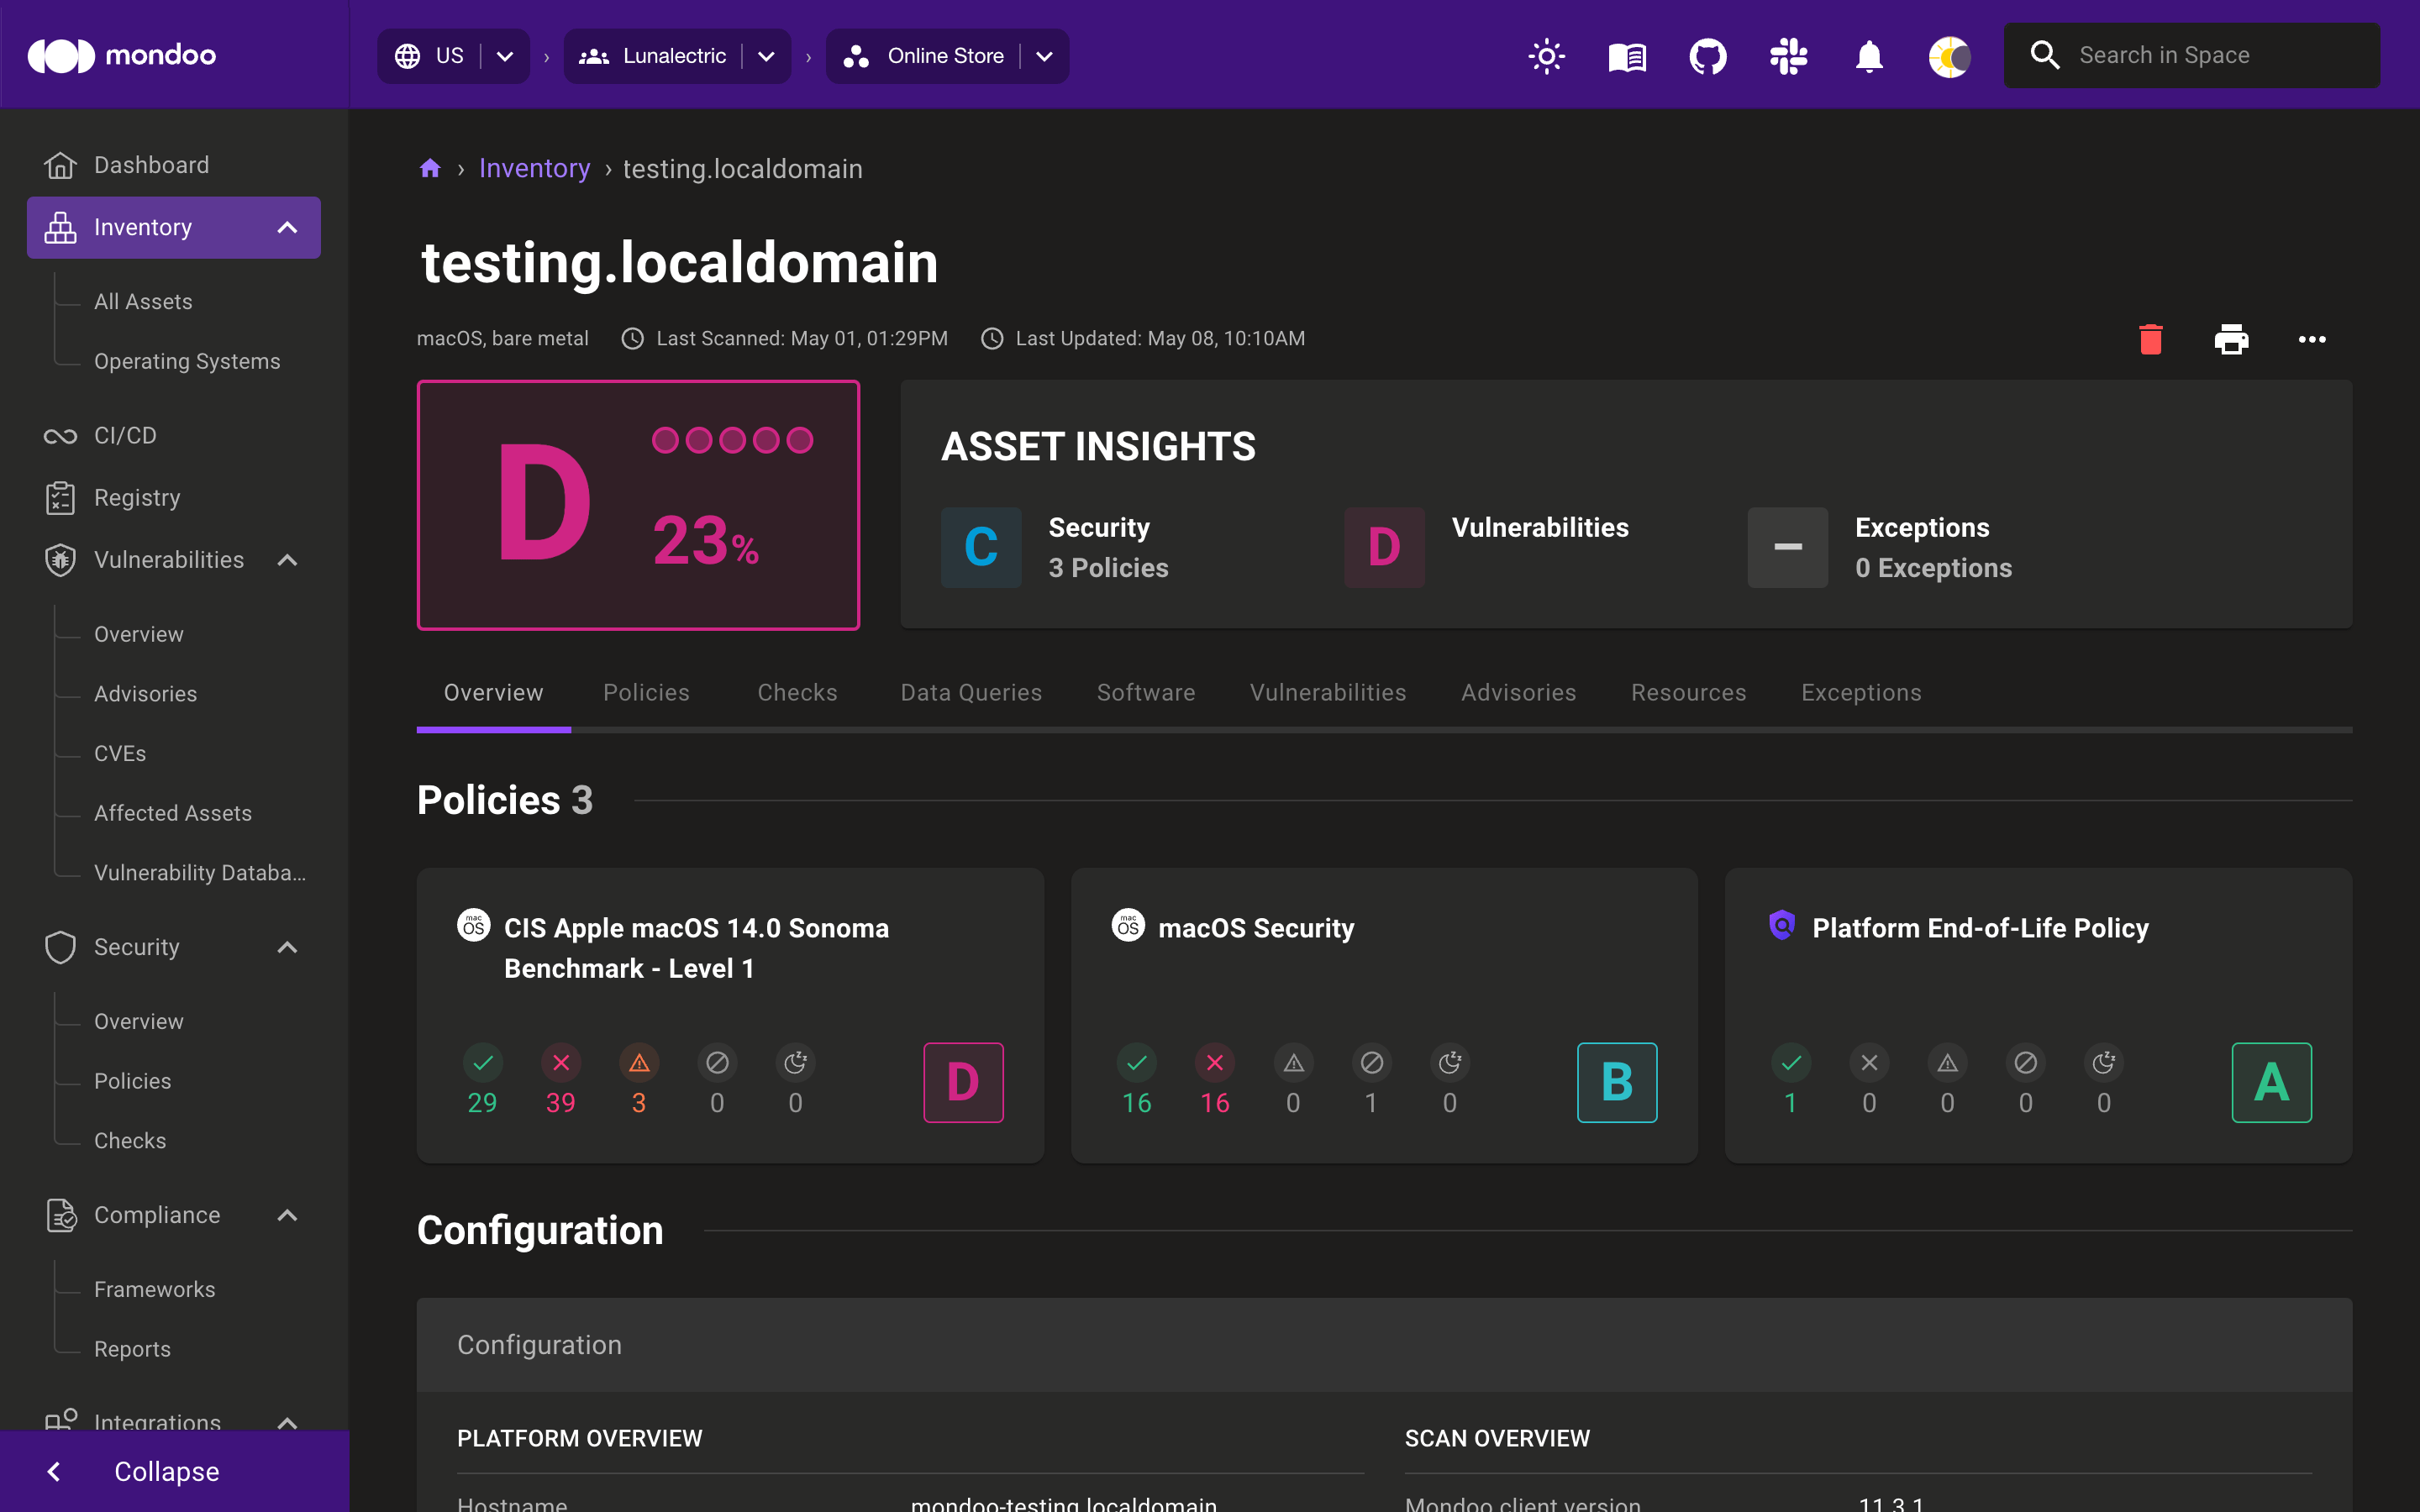 mondoo
US
›
Lunalectric
›
Online Store
Search in Space
Dashboard
Inventory
All Assets
Operating Systems
CI/CD
Registry
Vulnerabilities
Overview
Advisories
CVEs
Affected Assets
Vulnerability Databa...
Security
Overview
Policies
Checks
Compliance
Frameworks
Reports
Integrations
Collapse
› Inventory › testing.localdomain
testing.localdomain
macOS, bare metal
Last Scanned: May 01, 01:29PM
Last Updated: May 08, 10:10AM
D
23%
ASSET INSIGHTS
C
Security
3 Policies
D
Vulnerabilities
Exceptions
0 Exceptions
Overview
Policies
Checks
Data Queries
Software
Vulnerabilities
Advisories
Resources
Exceptions
Policies 3
mac
OS
CIS Apple macOS 14.0 Sonoma
Benchmark - Level 1
29
39
3
0
0
D
mac
OS
macOS Security
16
16
0
1
0
B
Platform End-of-Life Policy
1
0
0
0
0
A
Configuration
Configuration
PLATFORM OVERVIEW
Hostname
mondoo-testing.localdomain
SCAN OVERVIEW
Mondoo client version
11.3.1